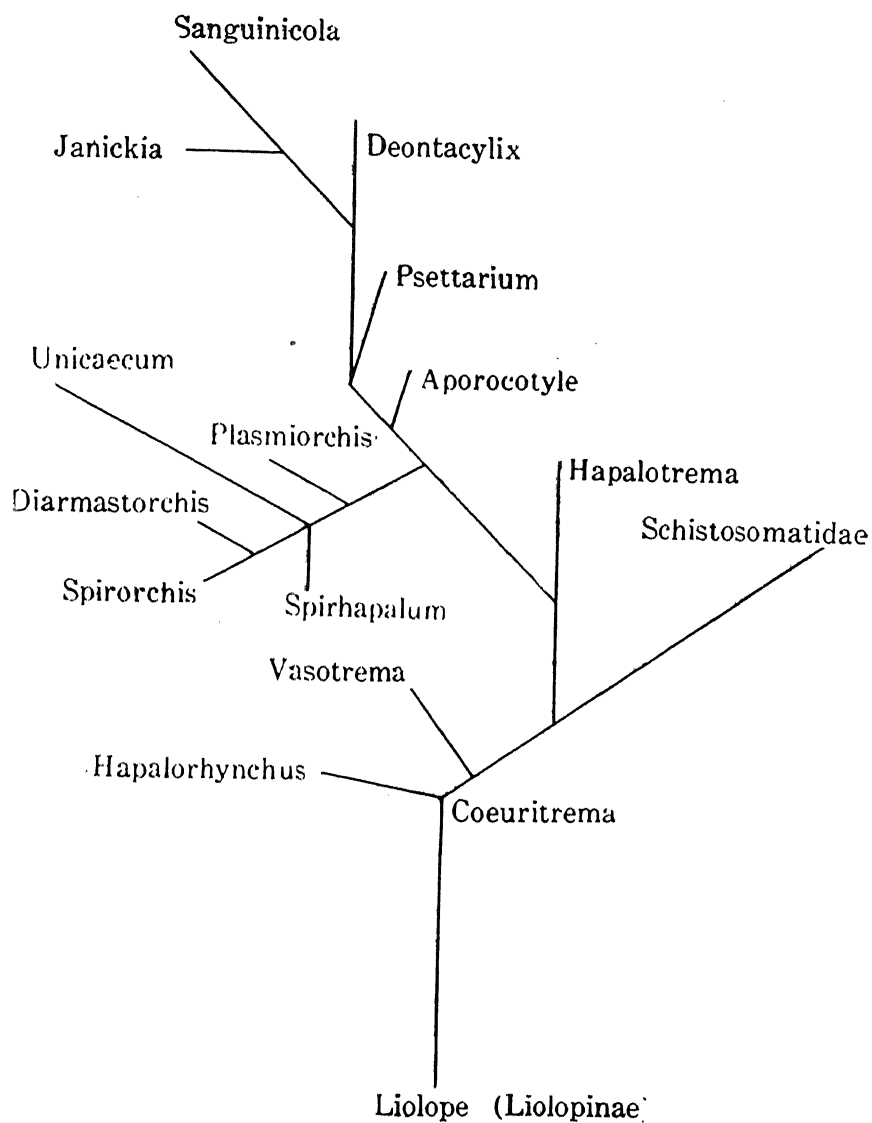 Sanguinicola
Janickia
Deontacylix
Psettarium
Unicaecum
Aporocotyle
Plasmiorchis
Hapalotrema
Diarmastorchis
Schistosomatidae
Spirorchis
Spirhapalum
Vasotrema
Hapalorhynchus
Coeuritrema
Liolope (Liolopinae)